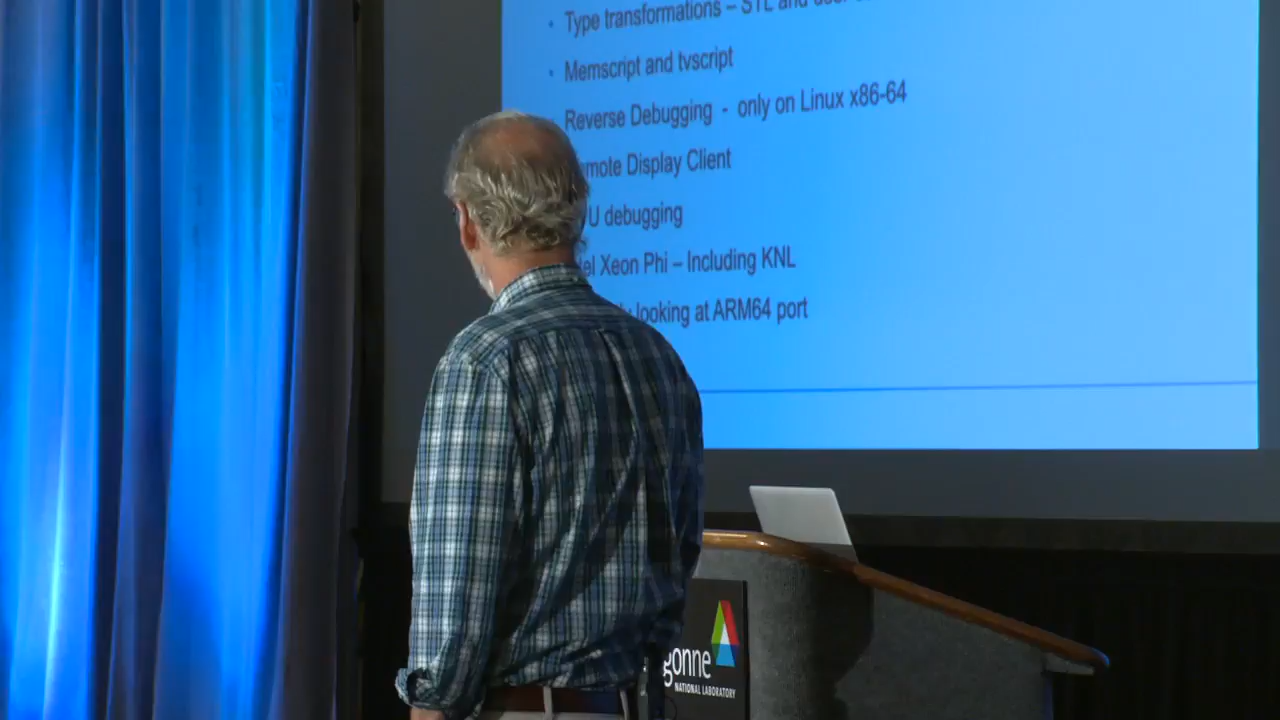 • Type transformations – STL and user
• Memscript and tvscript
Reverse Debugging - only on Linux x86-64
mote Display Client
U debugging
el Xeon Phi – Including KNL
looking at ARM64 port
gonne
NATIONAL LABORATORY